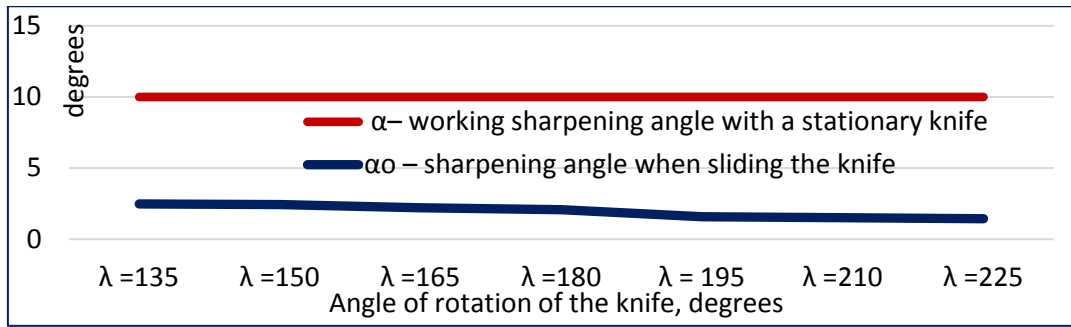 15
10
5
0
degrees
α– working sharpening angle with a stationary knife
αo – sharpening angle when sliding the knife
λ =135 λ =150 λ =165 λ =180 λ = 195 λ =210 λ =225
Angle of rotation of the knife, degrees